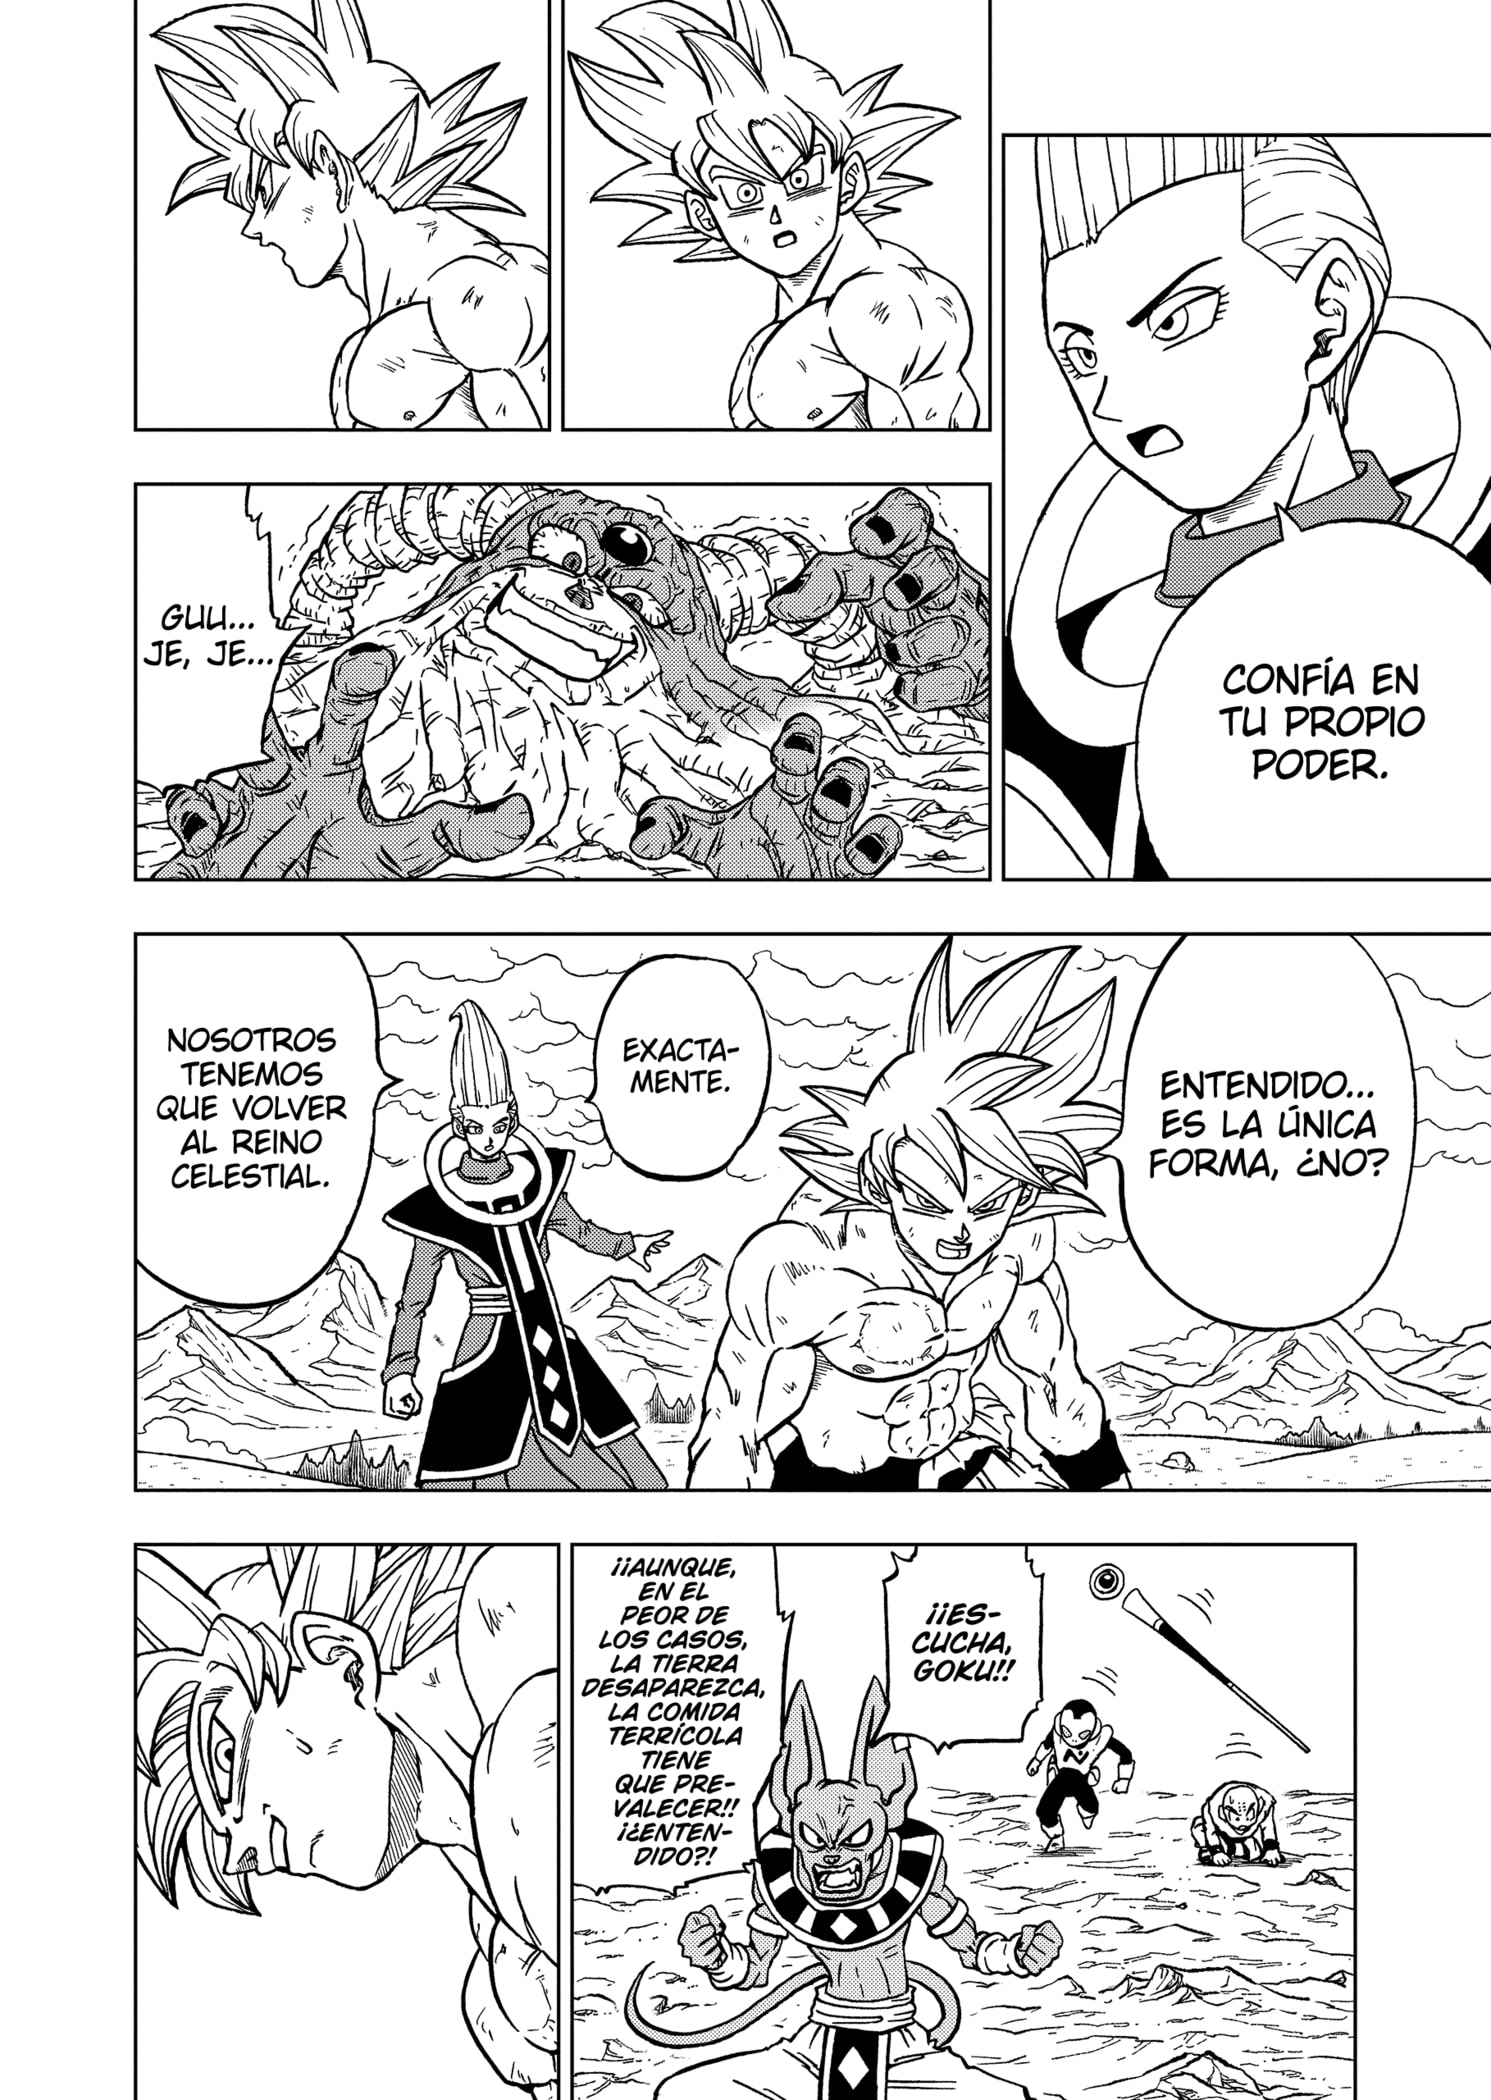 CONFÍA EN
TU PROPIO
PODER.
GUU...
JE, JE...
ENTENDIDO...
ES LA ÚNICA
FORMA, ¿NO?
EXACTA-
MENTE.
NOSOTROS
TENEMOS
QUE VOLVER
AL REINO
CELESTIAL.
¡¡ES-
CUCHA,
GOKU!!
¡¡AUNQUE,
EN EL
PEOR DE
LOS CASOS,
LA TIERRA
DESAPAREZCA,
LA COMIDA
TERRÍCOLA
TIENE
QUE PRE-
VALECER!!
¡¿ENTEN-
DIDO?!